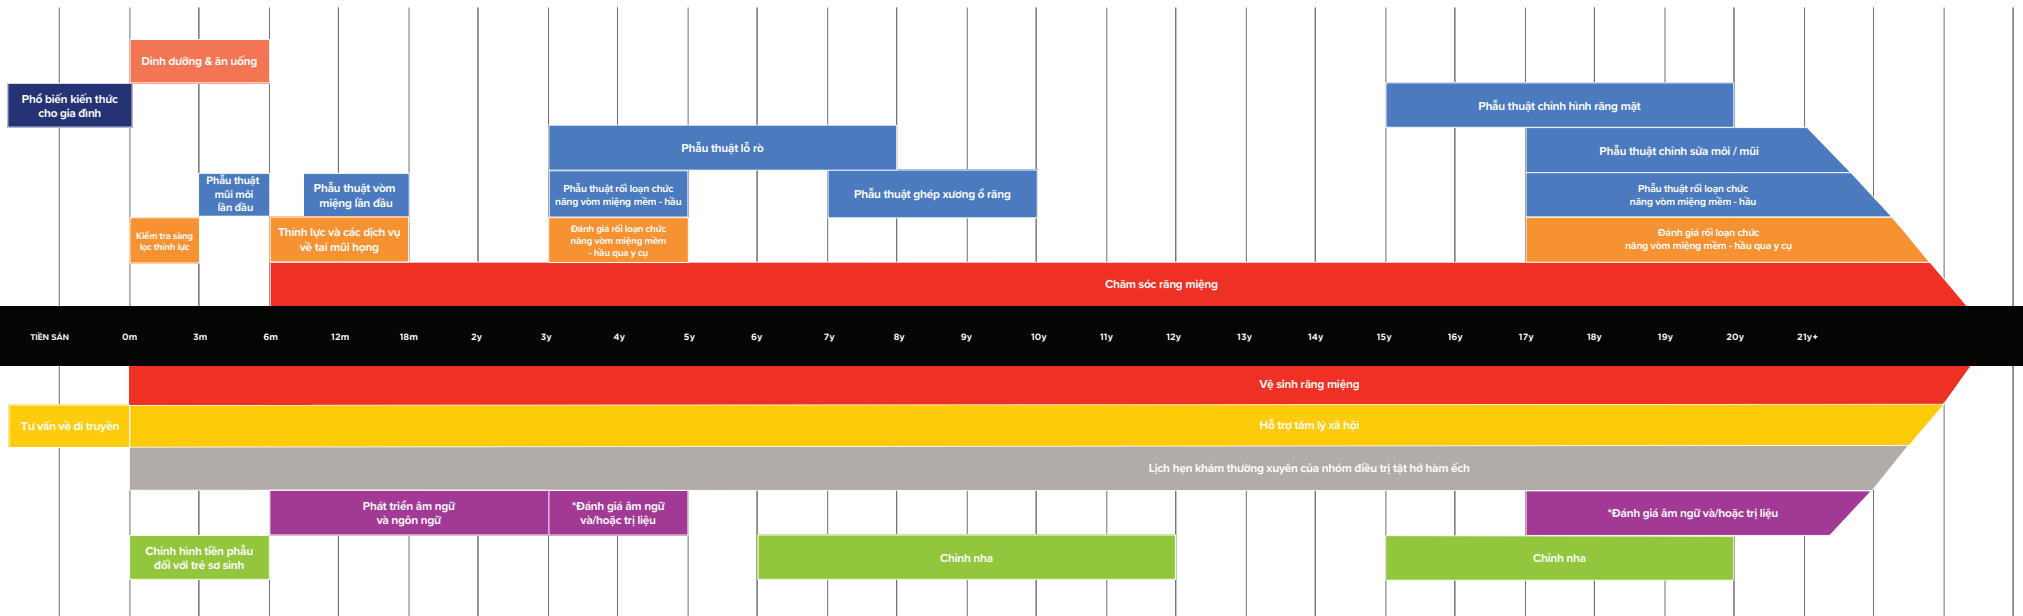 Dinh dưỡng & ăn uống
Phổ biến kiến thức
cho gia đình
Phẫu thuật chỉnh hình răng mặt
Phẫu thuật lỗ rò
Phẫu thuật chỉnh sửa môi / mũi
Phẫu thuật
mũi môi
lần đầu
Phẫu thuật vòm
miệng lần đầu
Phẫu thuật rối loạn chức
năng vòm miệng mềm - hầu
Phẫu thuật ghép xương ổ răng
Phẫu thuật rối loạn chức
năng vòm miệng mềm - hầu
Kiểm tra sàng
lọc thính lực
Thính lực và các dịch vụ
về tai mũi họng
Đánh giá rối loạn chức
năng vòm miệng mềm
- hầu qua y cụ
Đánh giá rối loạn chức
năng vòm miệng mềm - hầu qua y cụ
Chăm sóc răng miệng
TIỀN SẢN 0m 3m 6m 12m 18m 2y 3y 4y 5y 6y 7y 8y 9y 10y 11y 12y 13y 14y 15y 16y 17y 18y 19y 20y 21y+
Vệ sinh răng miệng
Tư vấn về di truyền
Hỗ trợ tâm lý xã hội
Lịch hẹn khám thường xuyên của nhóm điều trị tật hở hàm ếch
Phát triển âm ngữ
và ngôn ngữ
*Đánh giá âm ngữ
và/hoặc trị liệu
*Đánh giá âm ngữ và/hoặc trị liệu
Chỉnh hình tiền phẫu
đối với trẻ sơ sinh
Chỉnh nha
Chỉnh nha